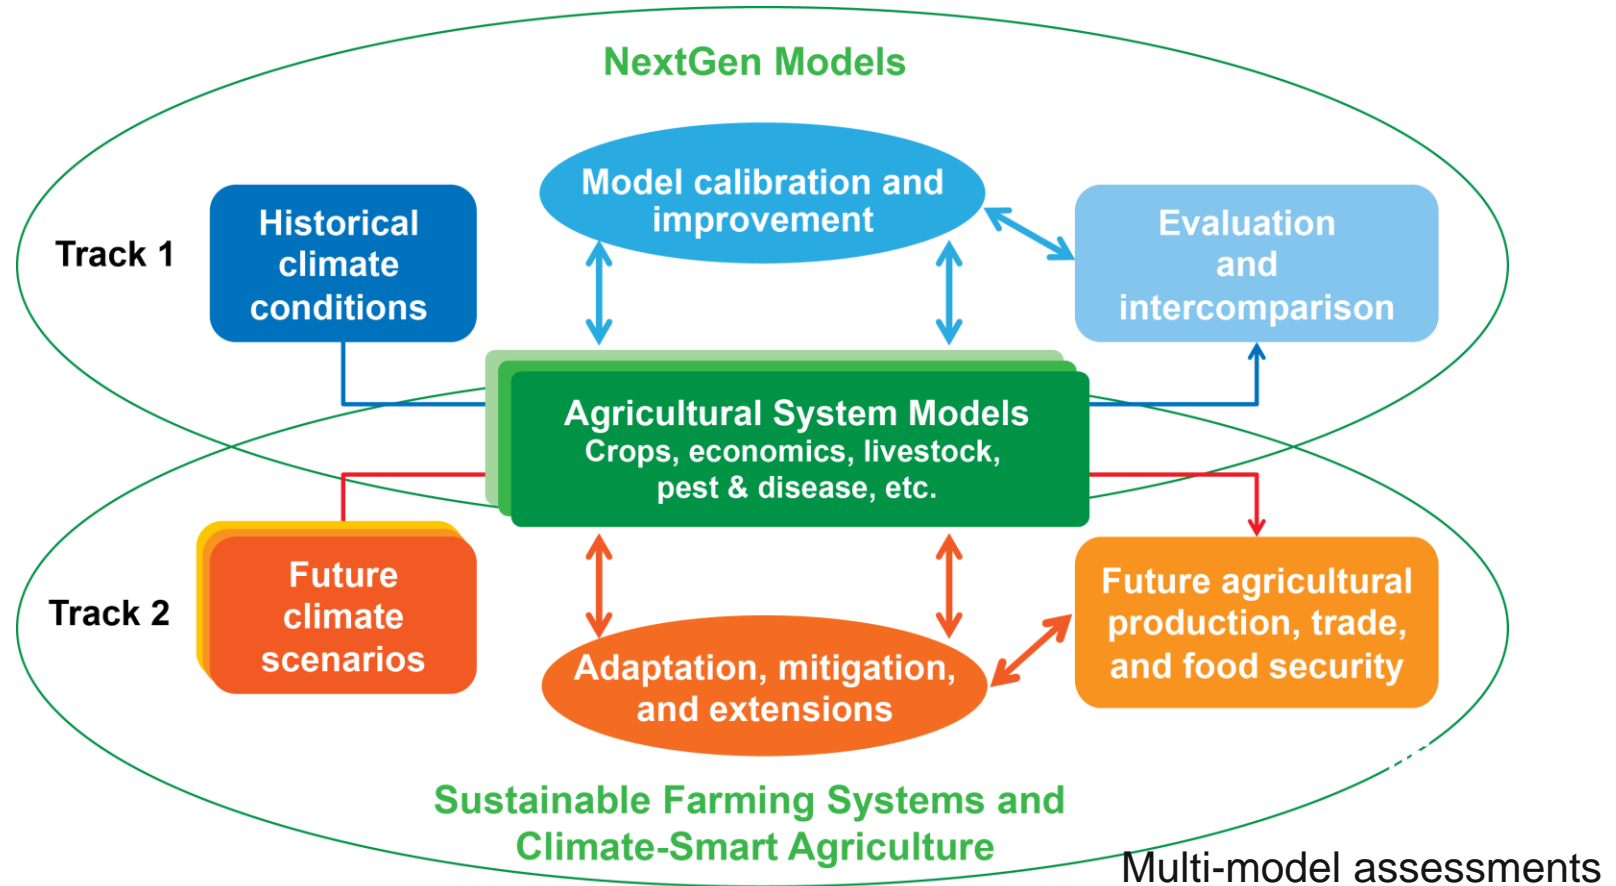 NextGen Models
Model calibration and
improvement
Track 1
Historical
climate
conditions
Evaluation
and
intercomparison
Agricultural System Models
Crops, economics, livestock,
pest & disease, etc.
Track 2
Future
climate
scenarios
Adaptation, mitigation,
and extensions
Future agricultural
production, trade,
and food security
Sustainable Farming Systems and
Climate-Smart Agriculture
Multi-model assessments